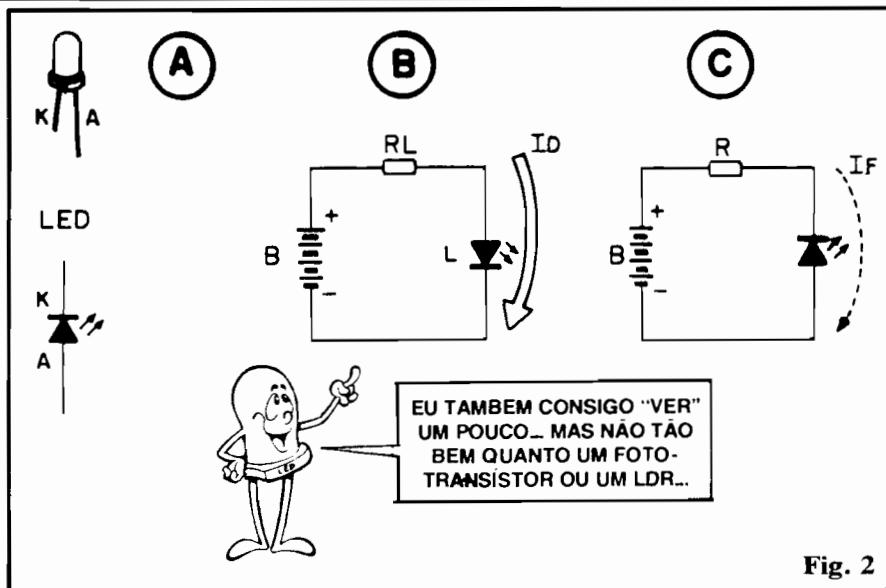 A
B
C
K
A
LED
K
A
RL
ID
+
B
-
L
R
IF
+
B
-
LED
EU TAMBEM CONSIGO "VER"
UM POUCO... MAS NÃO TÃO
BEM QUANTO UM FOTO-
TRANSÍSTOR OU UM LDR...
Fig. 2